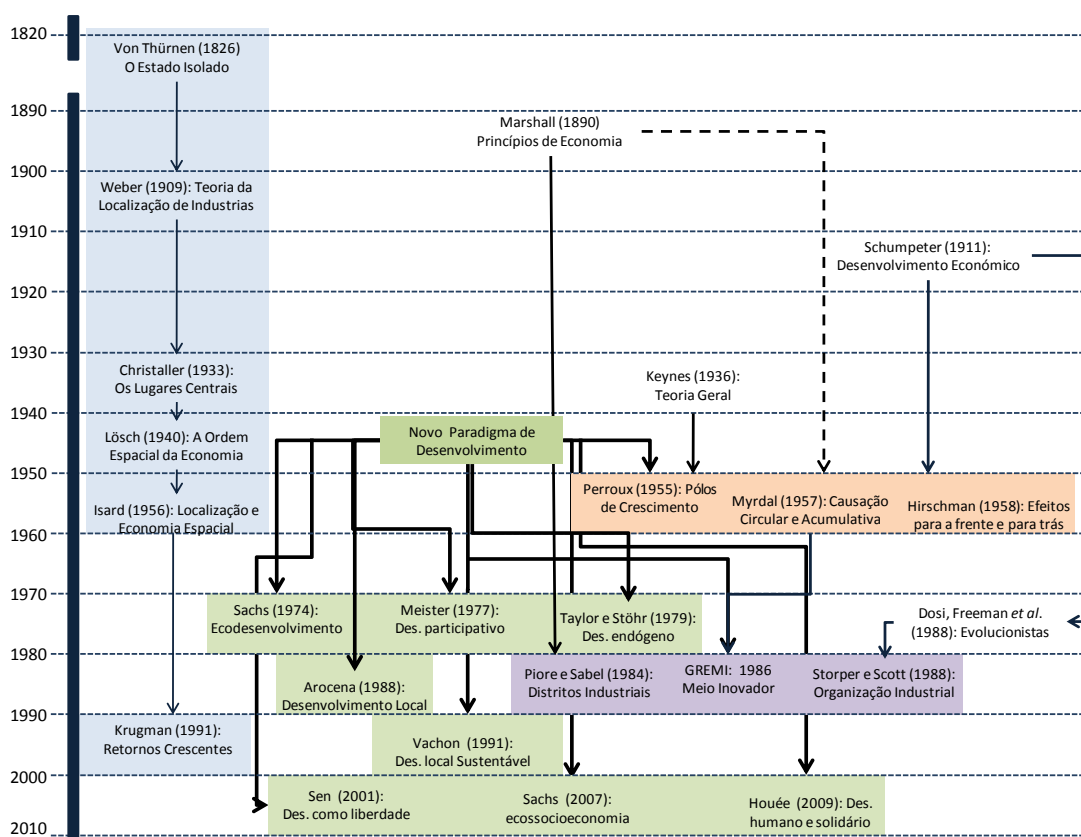 1820
Von Thürnen (1826)
O Estado Isolado
1890
Marshall (1890)
Princípios de Economia
1900
Weber (1909): Teoria da
Localização de Industrias
1910
Schumpeter (1911):
Desenvolvimento Económico
1920
1930
Christaller (1933):
Os Lugares Centrais
Keynes (1936):
Teoria Geral
1940
Novo Paradigma de
Desenvolvimento
Lösch (1940): A Ordem
Espacial da Economia
1950
Isard (1956): Localização e
Economia Espacial
Perroux (1955): Pólos
de Crescimento
Myrdal (1957): Causação
Circular e Acumulativa
Hirschman (1958): Efeitos
para a frente e para trás
1960
1970
Sachs (1974):
Ecodesenvolvimento
Meister (1977):
Des. participativo
Taylor e Stöhr (1979):
Des. endógeno
Dosi, Freeman et al.
(1988): Evolucionistas
1980
Arocena (1988):
Desenvolvimento Local
Piore e Sabel (1984):
Distritos Industriais
GREMI: 1986
Meio Inovador
Storper e Scott (1988):
Organização Industrial
1990
Krugman (1991):
Retornos Crescentes
Vachon (1991):
Des. local Sustentável
2000
Sen (2001):
Des. como liberdade
Sachs (2007):
ecossocioeconomia
Houée (2009): Des.
humano e solidário
2010